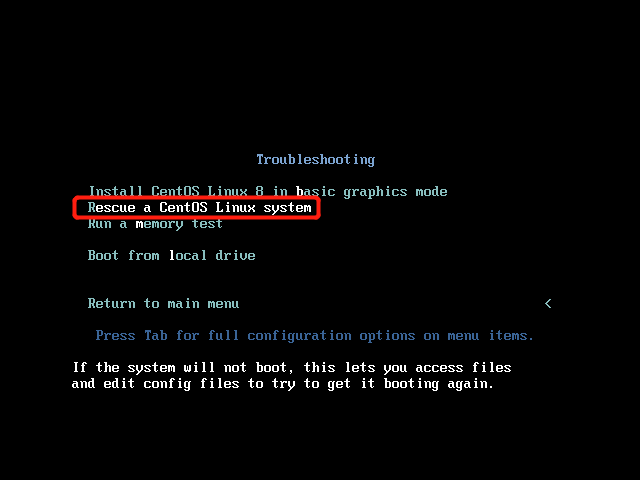 Troubleshooting
Install CentOS Linux 8 in basic graphics mode
Rescue a CentOS Linux system
Run a memory test
Boot from local drive
Return to main menu <
Press Tab for full configuration options on menu items.
If the system will not boot, this lets you access files
and edit config files to try to get it booting again.